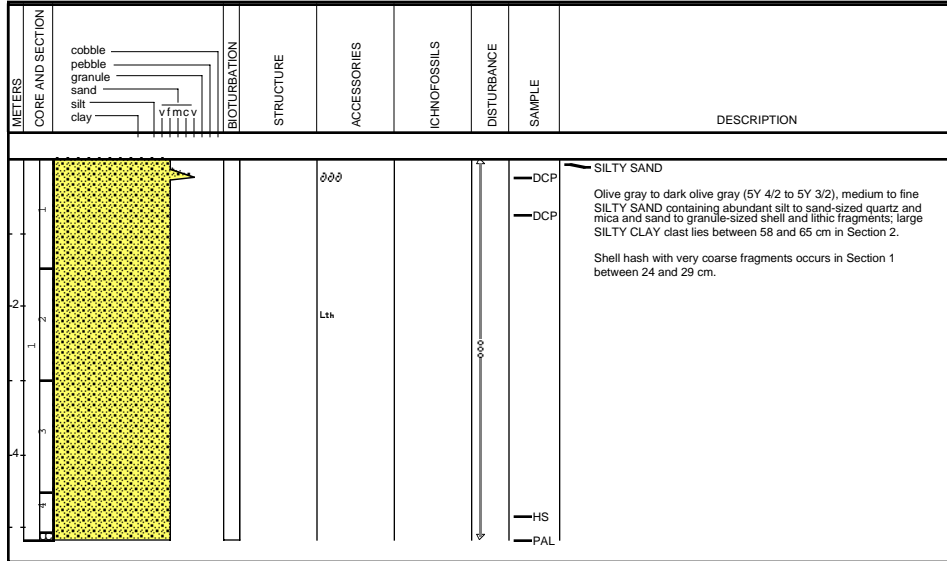 METERS
CORE AND SECTION
cobble
pebble
granule
sand
silt
clay
v f m c v
BIOTURBATION
STRUCTURE
ACCESSORIES
ICHNOFOSSILS
DISTURBANCE
SAMPLE
DESCRIPTION
SILTY SAND
Olive gray to dark olive gray (5Y 4/2 to 5Y 3/2), medium to fine
SILTY SAND containing abundant silt to sand-sized quartz and
mica and sand to granule-sized shell and lithic fragments; large
SILTY CLAY clast lies between 58 and 65 cm in Section 2.
Shell hash with very coarse fragments occurs in Section 1
between 24 and 29 cm.
DCP
DCP
1
2
2
1
Lth
3
4
4
HS
PAL